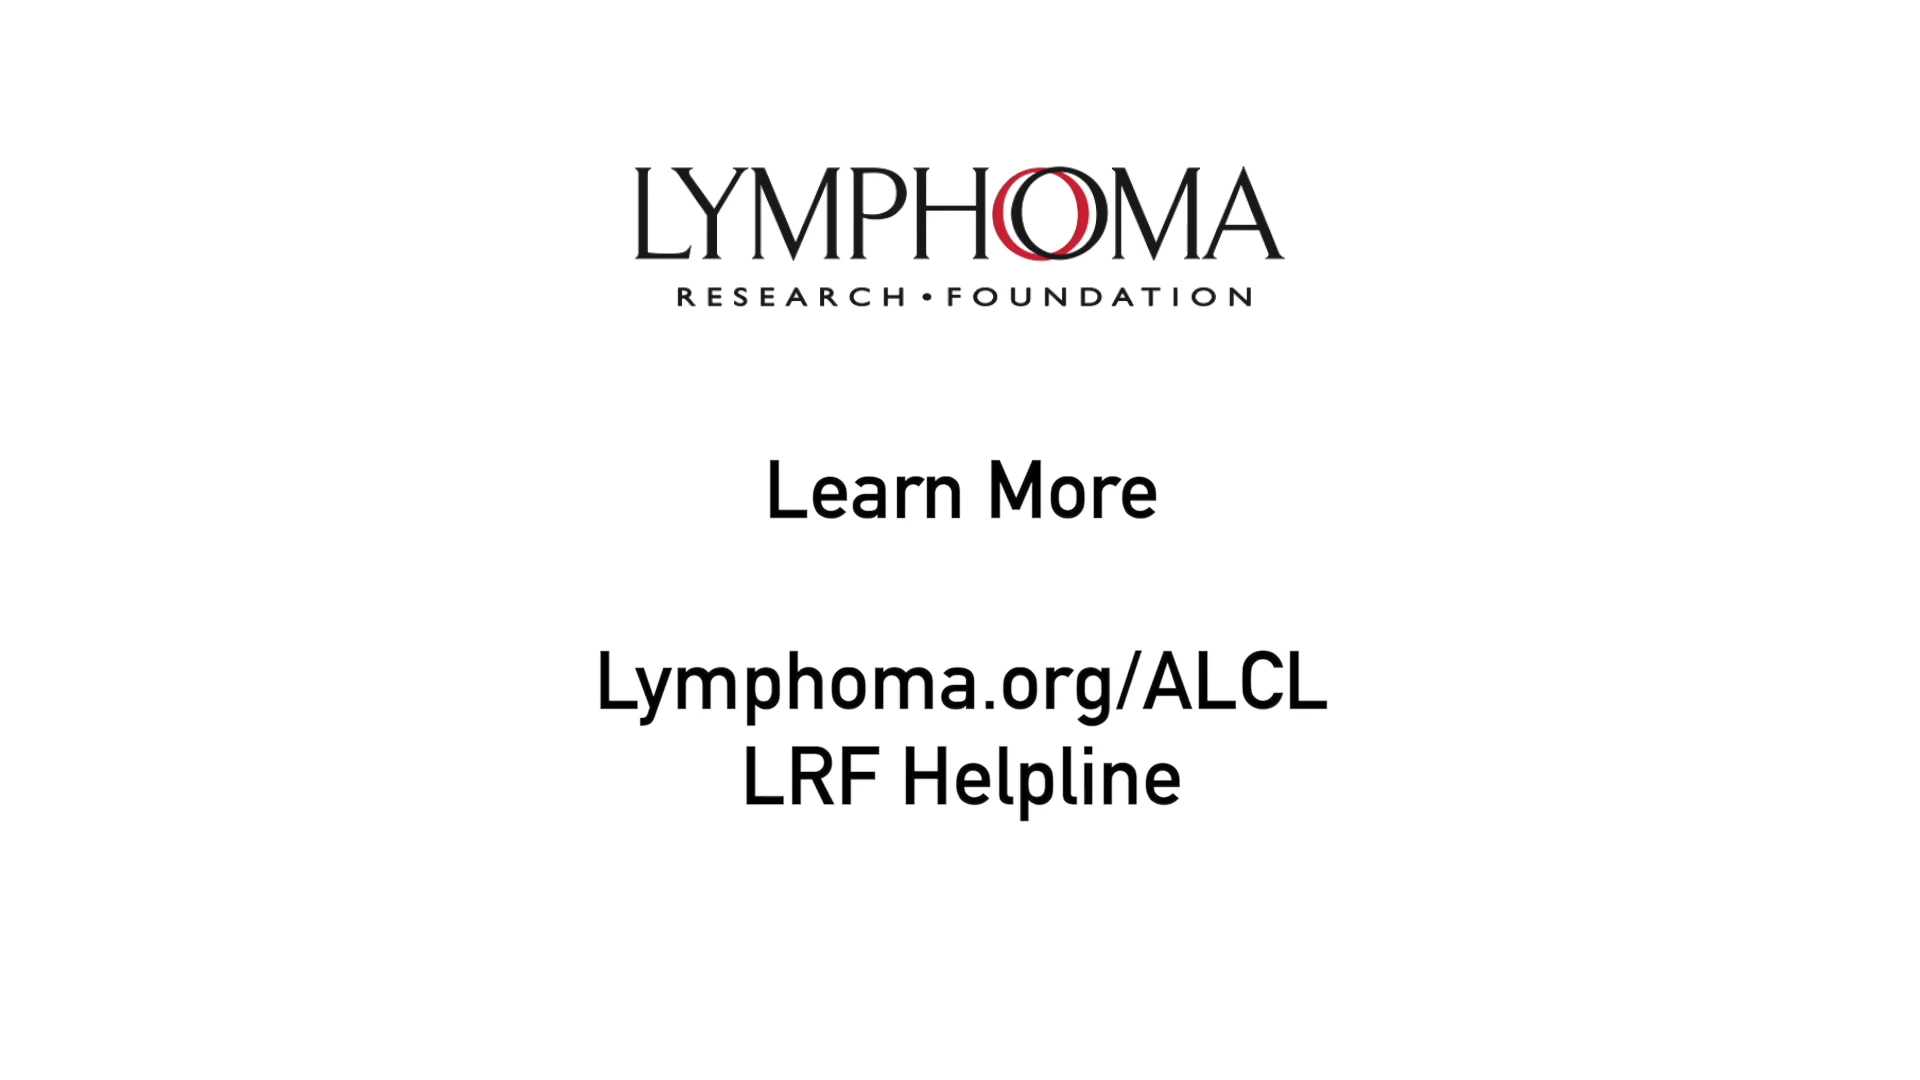 LYMPHOMA
RESEARCH • FOUNDATION
Learn More
Lymphoma.org/ALCL
LRF Helpline